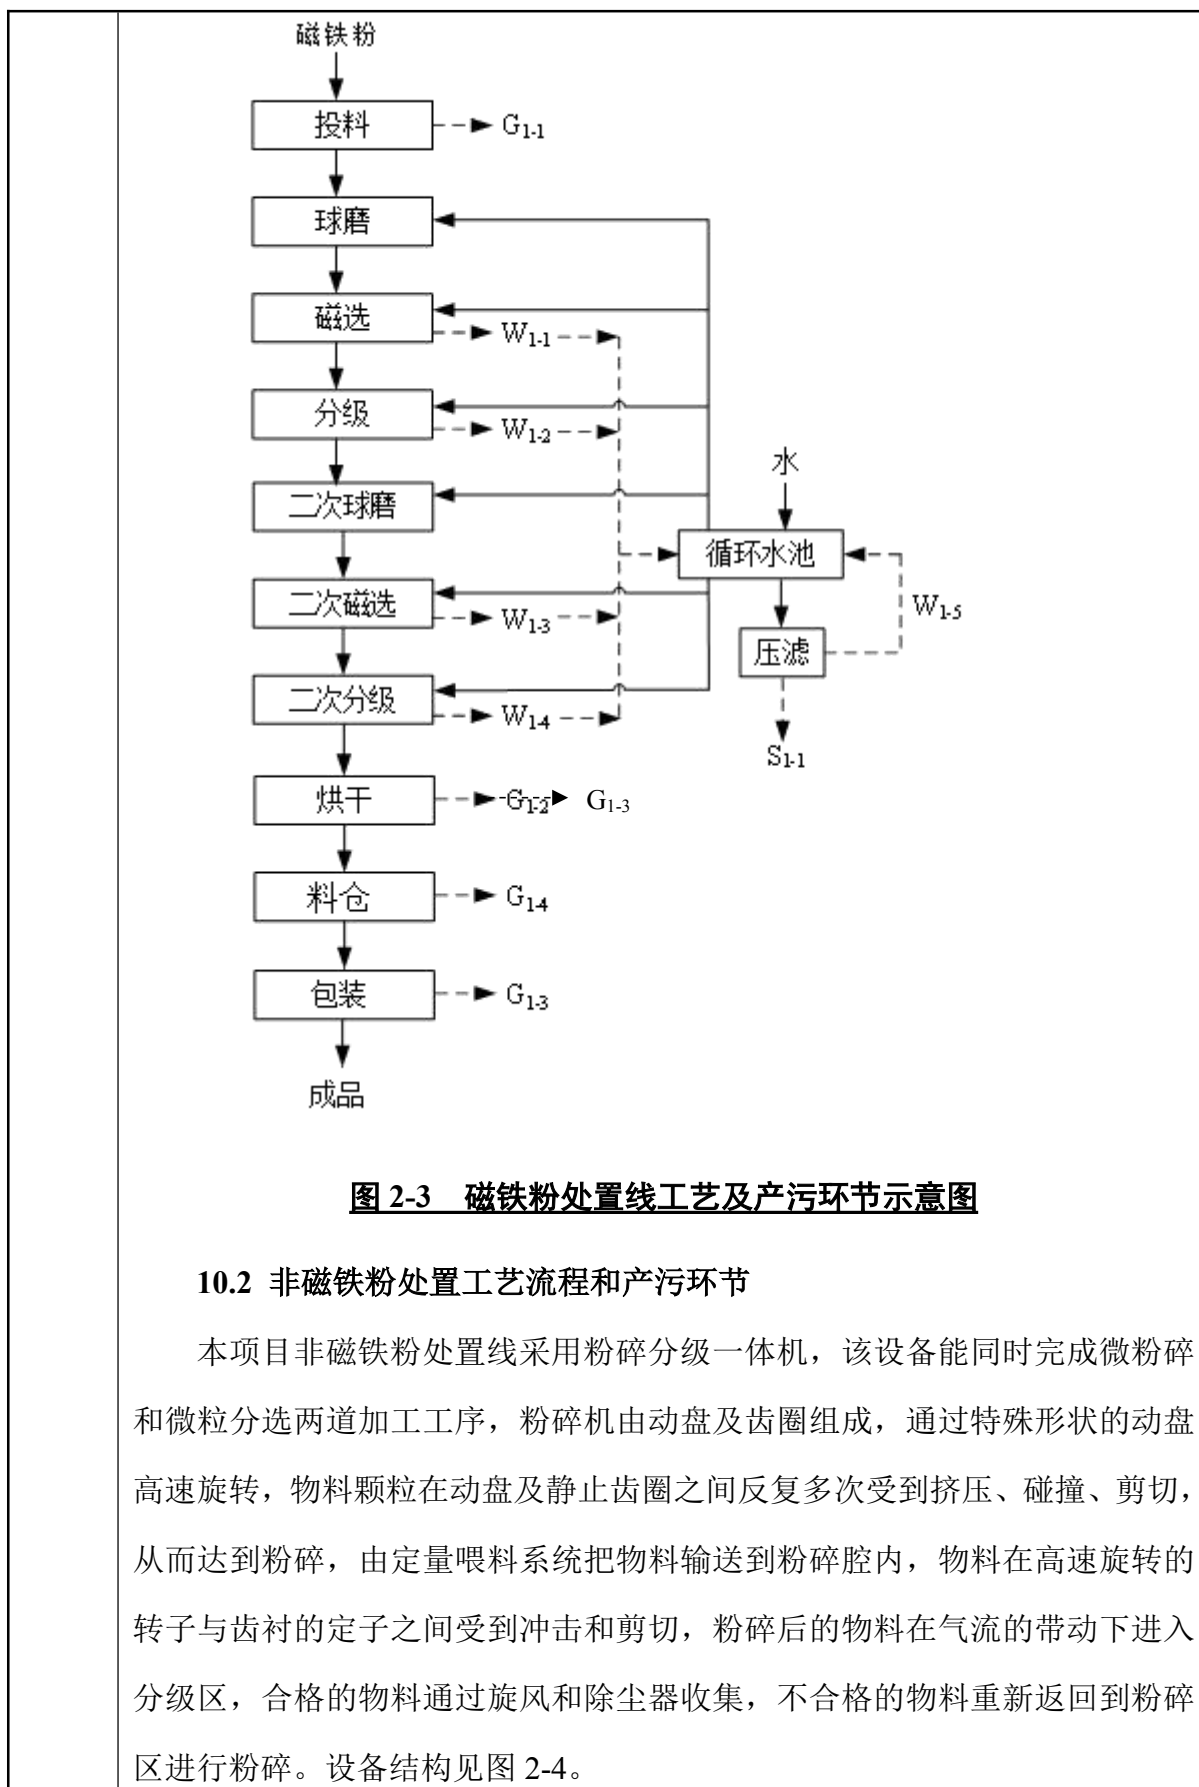 磁铁粉
投料 G1-1
球磨
磁选
W1-1
分级
W1-2
水
二次球磨
循环水池
二次磁选
W1-3
W1-5
压滤
二次分级
W1-4
S1-1
烘干 G1-2 G1-3
料仓 G1-4
包装 G1-3
成品
图 2-3 磁铁粉处置线工艺及产污环节示意图
10.2 非磁铁粉处置工艺流程和产污环节
本项目非磁铁粉处置线采用粉碎分级一体机，该设备能同时完成微粉碎
和微粒分选两道加工工序，粉碎机由动盘及齿圈组成，通过特殊形状的动盘
高速旋转，物料颗粒在动盘及静止齿圈之间反复多次受到挤压、碰撞、剪切，
从而达到粉碎，由定量喂料系统把物料输送到粉碎腔内，物料在高速旋转的
转子与齿衬的定子之间受到冲击和剪切，粉碎后的物料在气流的带动下进入
分级区，合格的物料通过旋风和除尘器收集，不合格的物料重新返回到粉碎
区进行粉碎。设备结构见图 2-4。